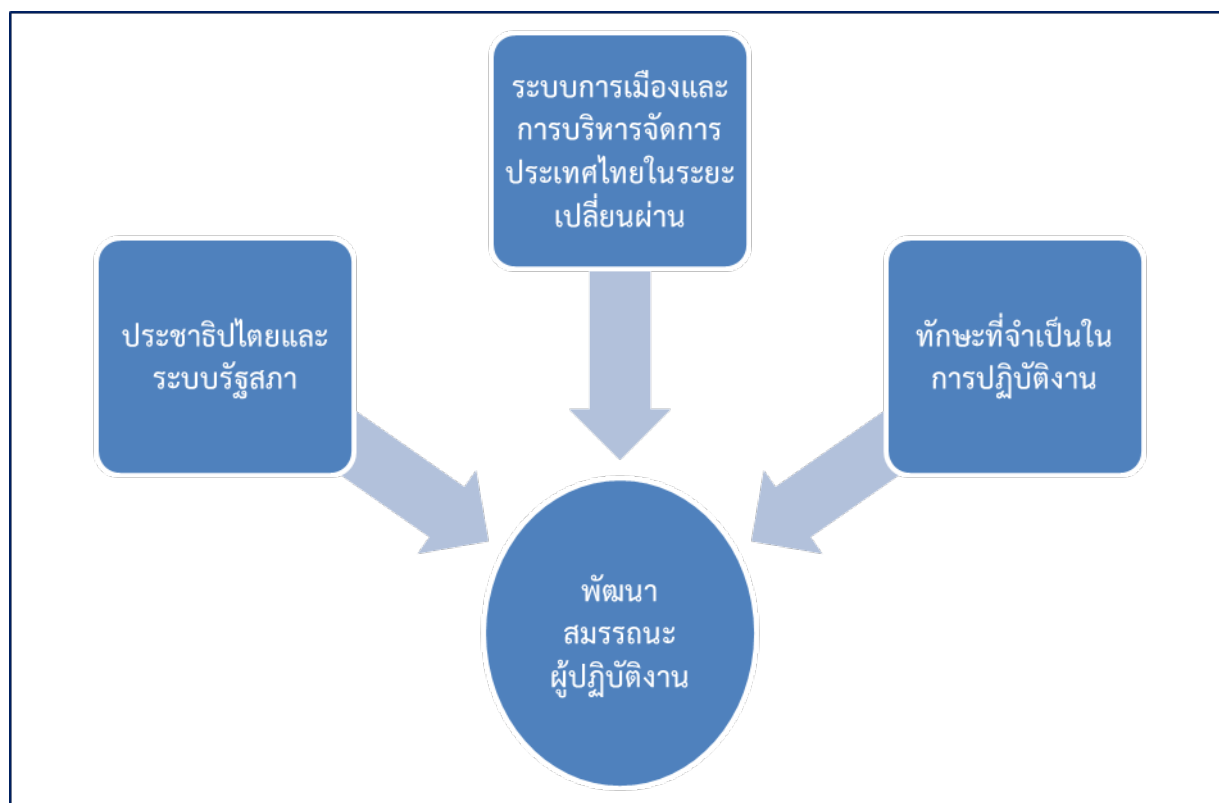 ระบบการเมืองและ
การบริหารจัดการ
ประเทศไทยในระยะ
เปลี่ยนผ่าน
ประชาธิปไตยและ
ระบบรัฐสภา
ทักษะที่จำเป็นใน
การปฏิบัติงาน
พัฒนา
สมรรถนะ
ผู้ปฏิบัติงาน